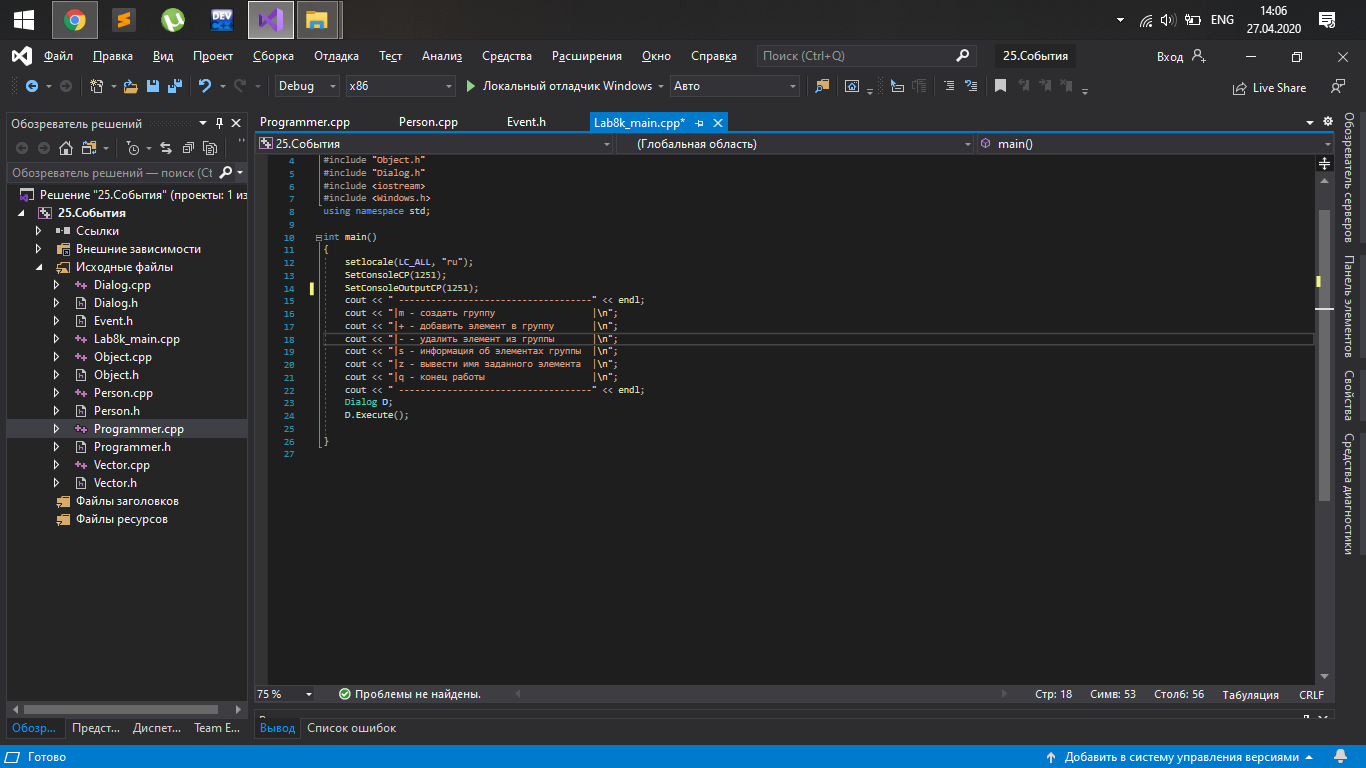 DEV
C++
ENG
14:06
27.04.2020
Файл Правка Вид Проект Сборка Отладка Тест Анализ Средства Расширения Окно Справка Поиск (Ctrl+Q) 25.События Вход
Debug x86 Локальный отладчик Windows Авто Live Share
Обозреватель решений
Обозреватель решений — поиск (Ct
Решение "25.События" (проекты: 1 из
25.События
Ссылки
Внешние зависимости
Исходные файлы
Dialog.cpp
Dialog.h
Event.h
Lab8k_main.cpp
Object.cpp
Object.h
Person.cpp
Person.h
Programmer.cpp
Programmer.h
Vector.cpp
Vector.h
Файлы заголовков
Файлы ресурсов
Обозр... Предст... Диспет... Team E...
Programmer.cpp Person.cpp Event.h Lab8k_main.cpp*
25.События (Глобальная область) main()
4 #include "Object.h"
5 #include "Dialog.h"
6 #include <iostream>
7 #include <Windows.h>
8 using namespace std;
9
10 int main()
11 {
12 setlocale(LC_ALL, "ru");
13 SetConsoleCP(1251);
14 SetConsoleOutputCP(1251);
15 cout << " ------------------------------------" << endl;
16 cout << "|m - создать группу                  |\n";
17 cout << "|+ - добавить элемент в группу       |\n";
18 cout << "|- - удалить элемент из группы       |\n";
19 cout << "|s - информация об элементах группы  |\n";
20 cout << "|z - вывести имя заданного элемента  |\n";
21 cout << "|q - конец работы                    |\n";
22 cout << " ------------------------------------" << endl;
23 Dialog D;
24 D.Execute();
25
26 }
27
75 % Проблемы не найдены. Стр: 18 Симв: 53 Столб: 56 Табуляция CRLF
Вывод Список ошибок
Обозреватель серверов
Панель элементов
Свойства
Средства диагностики
Готово Добавить в систему управления версиями